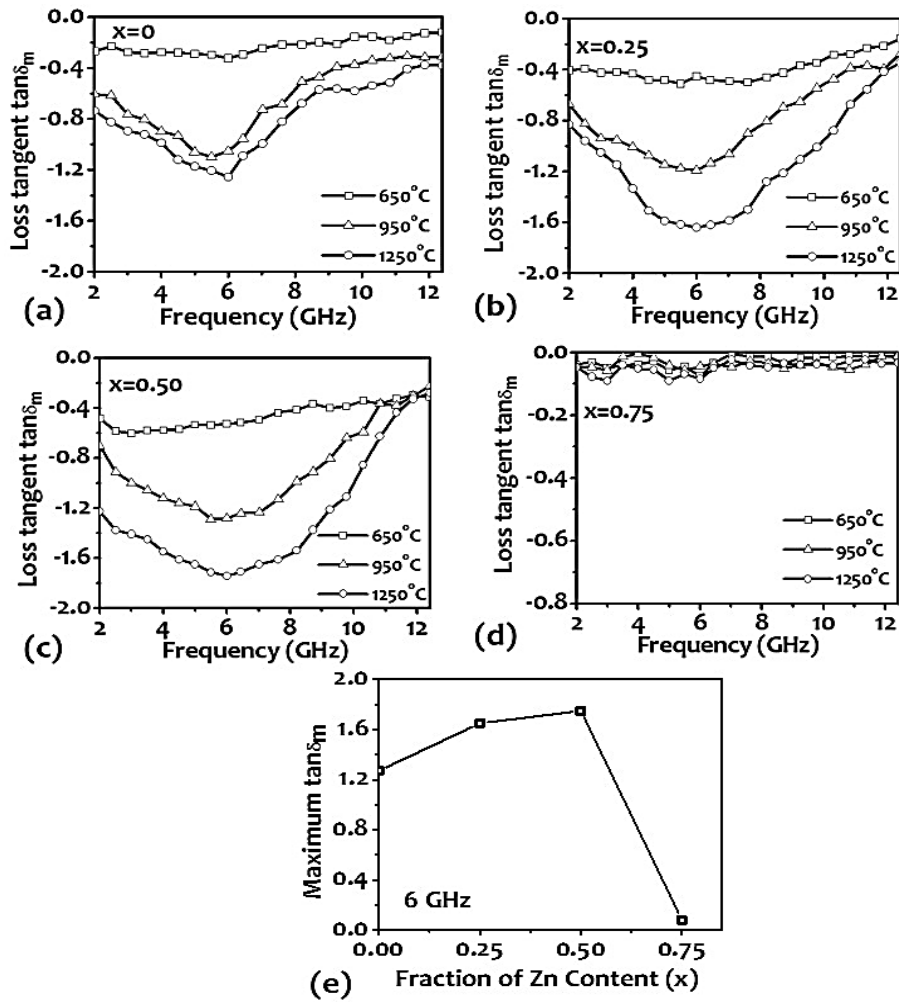 0.0
-0.4
-0.8
-1.2
-1.6
-2.0
Loss tangent tanδm
x=0
650°C
950°C
1250°C
2 4 6 8 10 12
(a)
Frequency (GHz)
0.0
-0.4
-0.8
-1.2
-1.6
-2.0
Loss tangent tanδm
x=0.25
650°C
950°C
1250°C
2 4 6 8 10 12
(b)
Frequency (GHz)
0.0
-0.4
-0.8
-1.2
-1.6
-2.0
Loss tangent tanδm
x=0.50
650°C
950°C
1250°C
2 4 6 8 10 12
(c)
Frequency (GHz)
0.0
-0.2
-0.4
-0.6
-0.8
Loss tangent tanδm
x=0.75
650°C
950°C
1250°C
2 4 6 8 10 12
(d)
Frequency (GHz)
2.0
1.6
1.2
0.8
0.4
0.0
Maximum tanδm
6 GHz
0.00 0.25 0.50 0.75
(e)
Fraction of Zn Content (x)